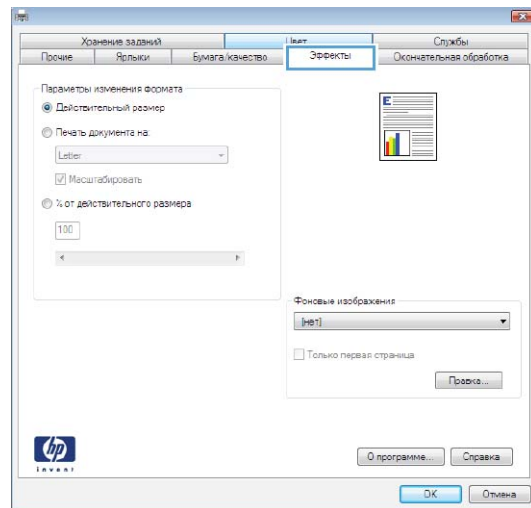 Хранение заданий Цвет Службы
Прочие Ярлыки Бумага/качество Эффекты Окончательная обработка
Параметры изменения формата
Действительный размер
Печать документа на:
Letter
Масштабировать
% от действительного размера
100
E
Фоновые изображения
[нет]
Только первая страница
Правка...
hp
invent
О программе... Справка
OK Отмена